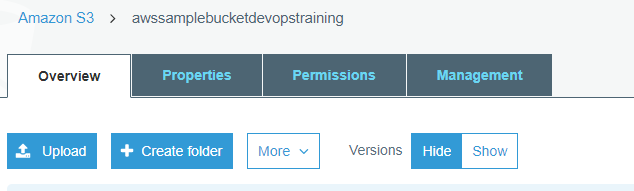 Amazon S3 > awssamplebucketdevopstraining
Overview Properties Permissions Management
Upload + Create folder More Versions Hide Show